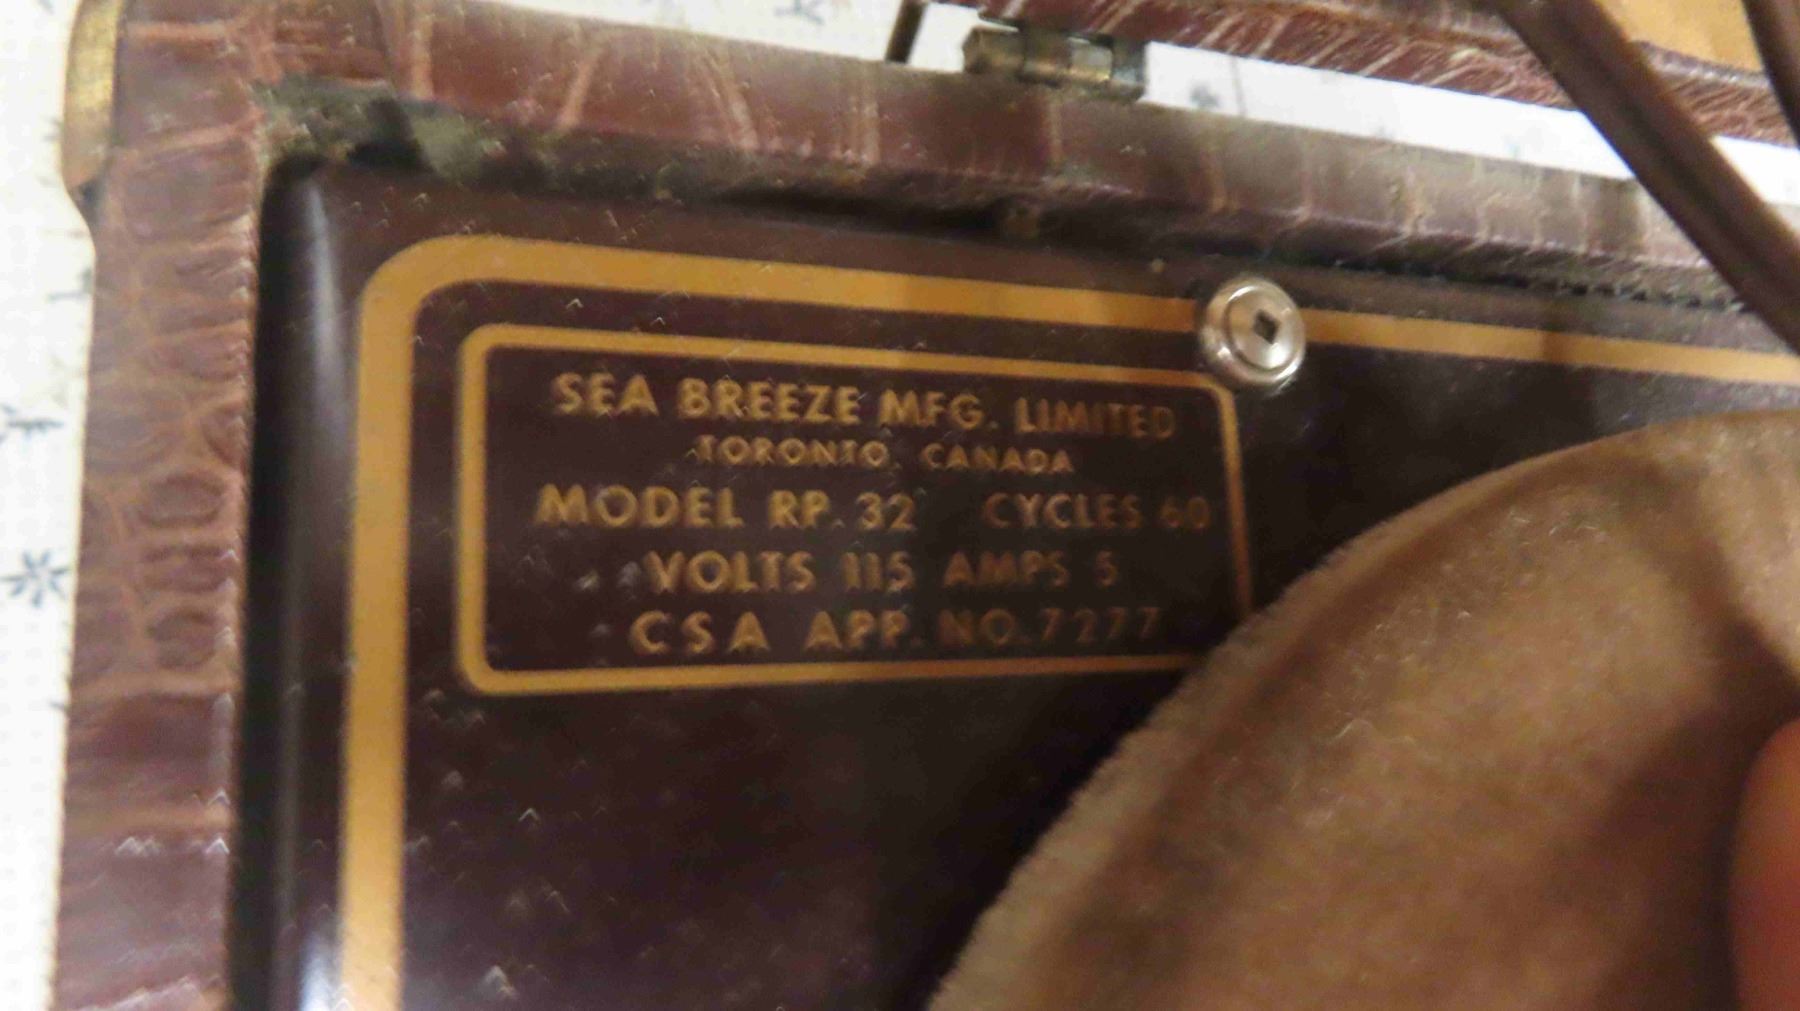 SEA BREEZE MFG. LIMITED
TORONTO, CANADA
MODEL RP. 32 CYCLES 60
VOLTS 115 AMPS 5
CSA APP. NO. 7277